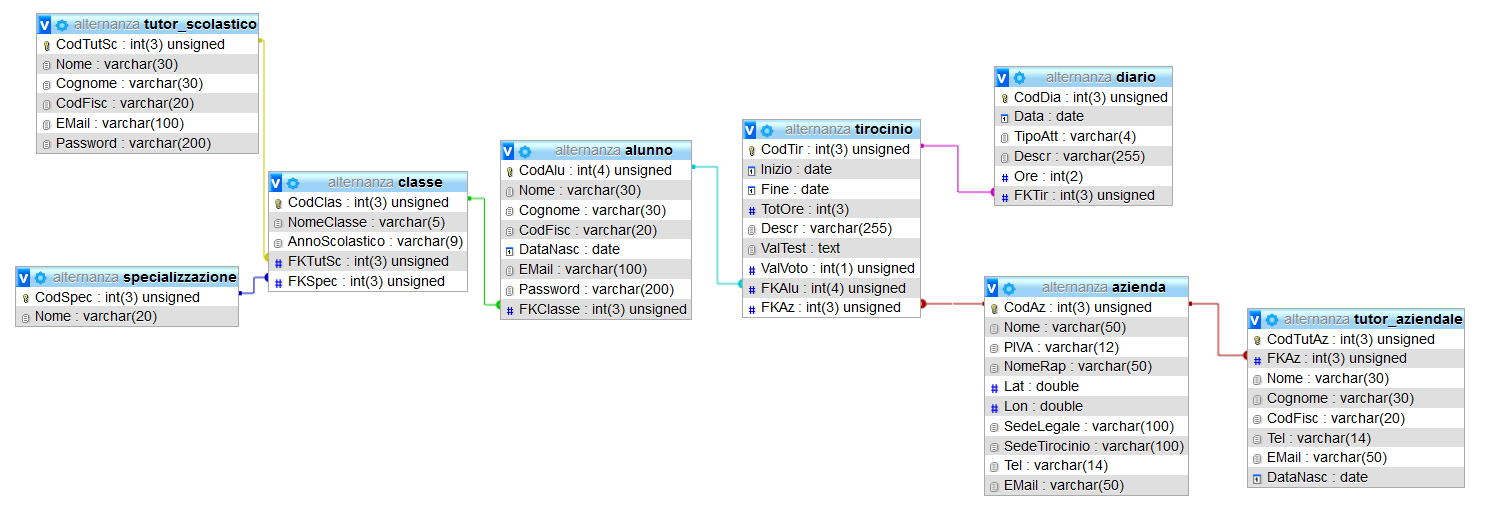 alternanza tutor_scolastico
CodTutSc : int(3) unsigned
Nome : varchar(30)
Cognome : varchar(30)
CodFisc : varchar(20)
EMail : varchar(100)
Password : varchar(200)
alternanza specializzazione
CodSpec : int(3) unsigned
Nome : varchar(20)
alternanza classe
CodClas : int(3) unsigned
NomeClasse : varchar(5)
AnnoScolastico : varchar(9)
FKTutSc : int(3) unsigned
FKSpec : int(3) unsigned
alternanza alunno
CodAlu : int(4) unsigned
Nome : varchar(30)
Cognome : varchar(30)
CodFisc : varchar(20)
DataNasc : date
EMail : varchar(100)
Password : varchar(200)
FKClasse : int(3) unsigned
alternanza tirocinio
CodTir : int(3) unsigned
Inizio : date
Fine : date
TotOre : int(3)
Descr : varchar(255)
ValTest : text
ValVoto : int(1) unsigned
FKAlu : int(4) unsigned
FKAz : int(3) unsigned
alternanza diario
CodDia : int(3) unsigned
Data : date
TipoAtt : varchar(4)
Descr : varchar(255)
Ore : int(2)
FKTir : int(3) unsigned
alternanza azienda
CodAz : int(3) unsigned
Nome : varchar(50)
PIVA : varchar(12)
NomeRap : varchar(50)
Lat : double
Lon : double
SedeLegale : varchar(100)
SedeTirocinio : varchar(100)
Tel : varchar(14)
EMail : varchar(50)
alternanza tutor_aziendale
CodTutAz : int(3) unsigned
FKAz : int(3) unsigned
Nome : varchar(30)
Cognome : varchar(30)
CodFisc : varchar(20)
Tel : varchar(14)
EMail : varchar(50)
DataNasc : date